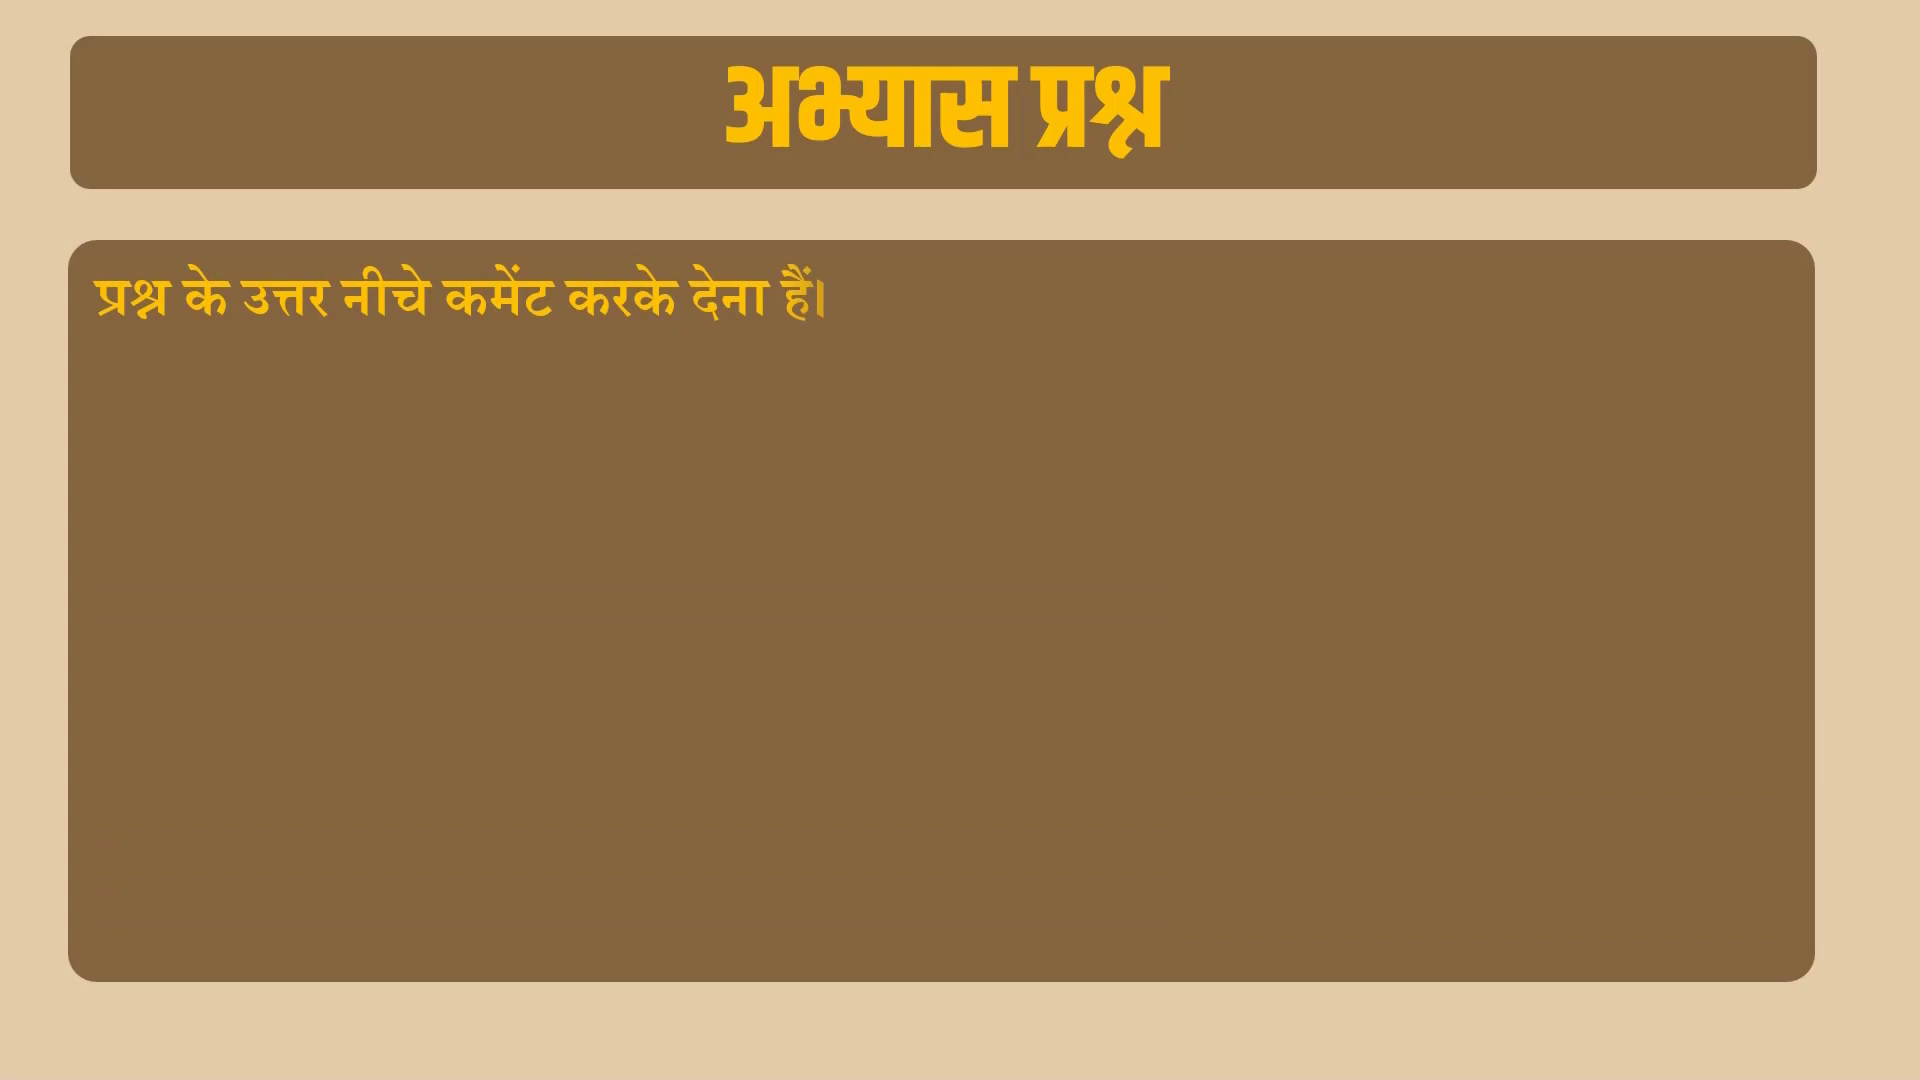 अभ्यास प्रश्न
प्रश्न के उत्तर नीचे कमेंट करके देना हैं।